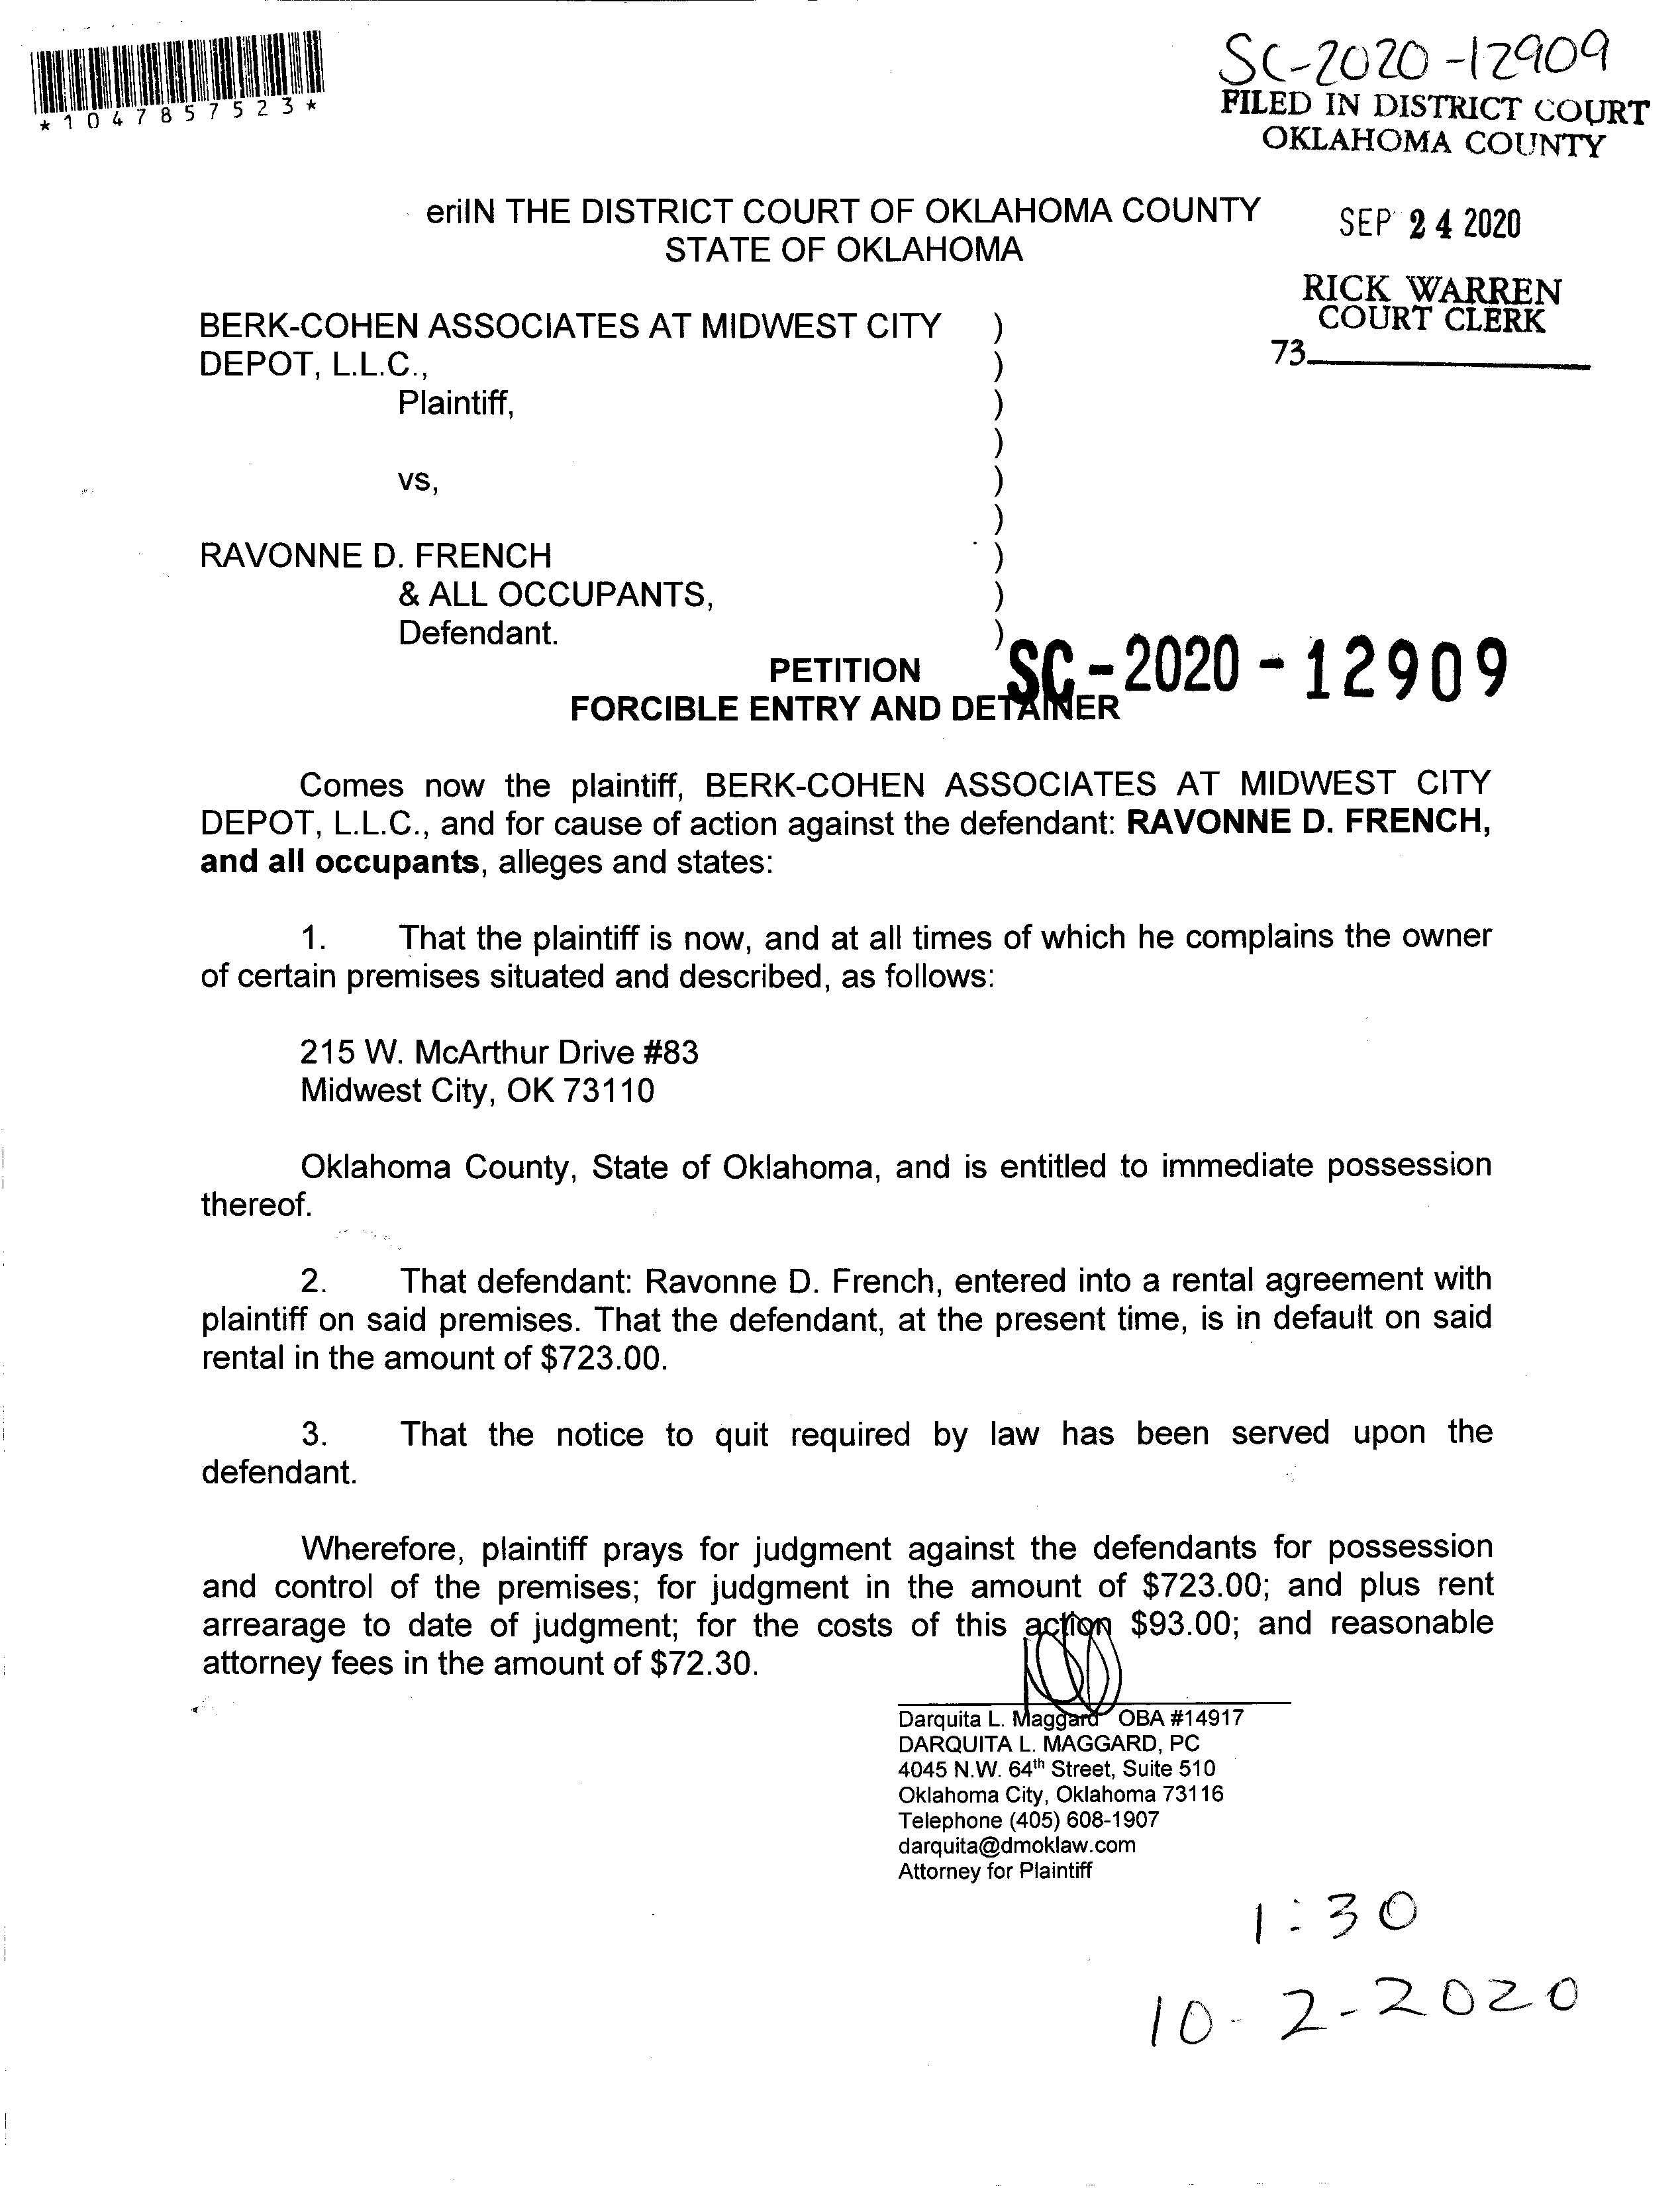 *1047857523*
SC-2020-12909
FILED IN DISTRICT COURT
OKLAHOMA COUNTY
SEP 24 2020
RICK WARREN
COURT CLERK
73
eriIN THE DISTRICT COURT OF OKLAHOMA COUNTY
STATE OF OKLAHOMA
BERK-COHEN ASSOCIATES AT MIDWEST CITY )
DEPOT, L.L.C., )
Plaintiff, )
)
vs, )
)
RAVONNE D. FRENCH )
& ALL OCCUPANTS, )
Defendant. )
SC-2020-12909
PETITION
FORCIBLE ENTRY AND DETAINER
Comes now the plaintiff, BERK-COHEN ASSOCIATES AT MIDWEST CITY
DEPOT, L.L.C., and for cause of action against the defendant: RAVONNE D. FRENCH,
and all occupants, alleges and states:
1. That the plaintiff is now, and at all times of which he complains the owner
of certain premises situated and described, as follows:
215 W. McArthur Drive #83
Midwest City, OK 73110
Oklahoma County, State of Oklahoma, and is entitled to immediate possession
thereof.
2. That defendant: Ravonne D. French, entered into a rental agreement with
plaintiff on said premises. That the defendant, at the present time, is in default on said
rental in the amount of $723.00.
3. That the notice to quit required by law has been served upon the
defendant.
Wherefore, plaintiff prays for judgment against the defendants for possession
and control of the premises; for judgment in the amount of $723.00; and plus rent
arrearage to date of judgment; for the costs of this action $93.00; and reasonable
attorney fees in the amount of $72.30.
Darquita L. Maggard OBA #14917
DARQUITA L. MAGGARD, PC
4045 N.W. 64th Street, Suite 510
Oklahoma City, Oklahoma 73116
Telephone (405) 608-1907
darquita@dmoklaw.com
Attorney for Plaintiff
1:30
10-2-2020